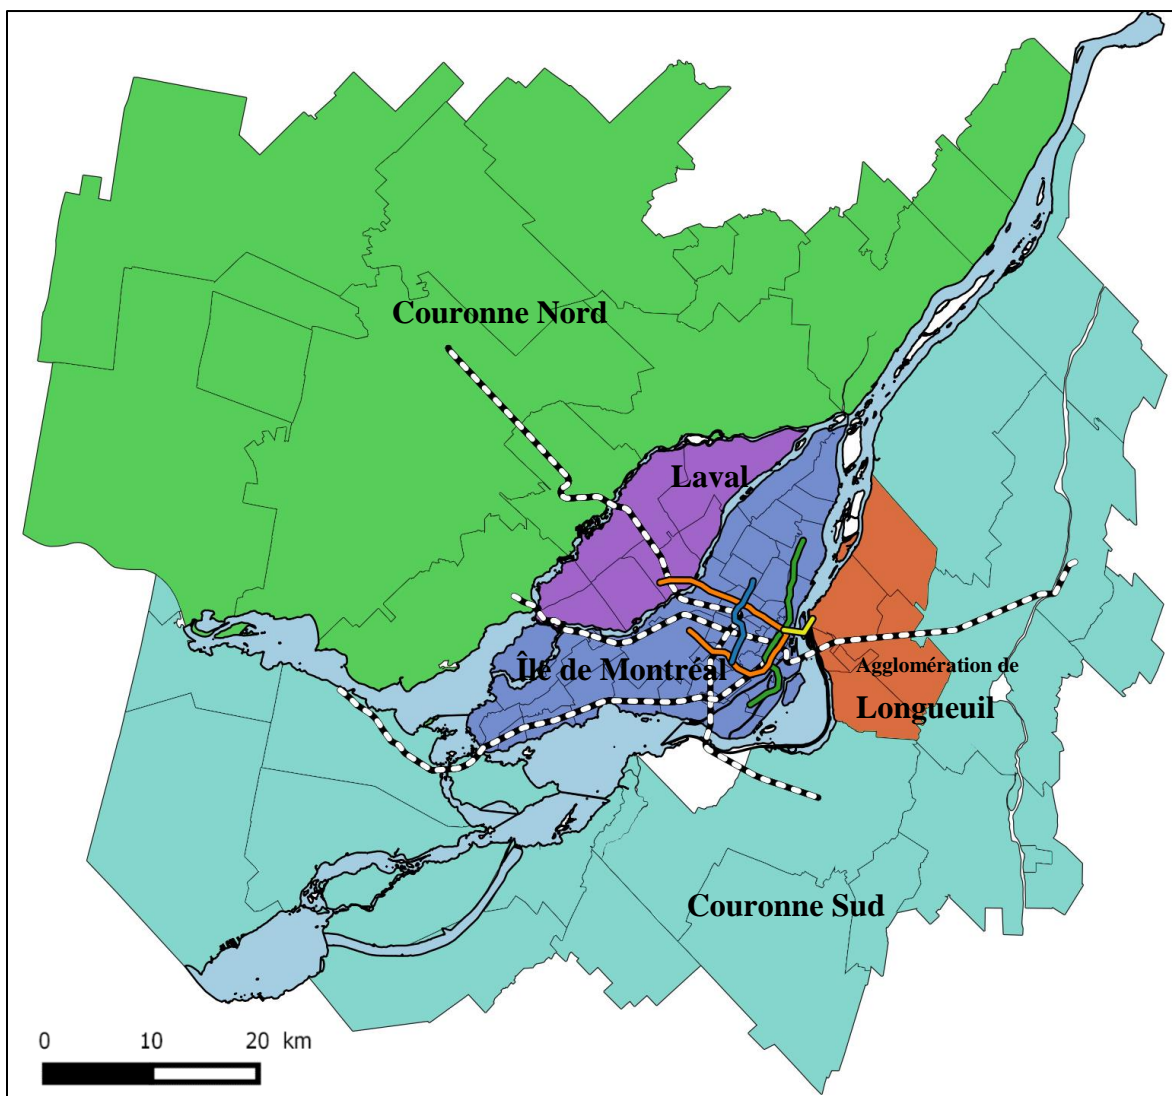 Couronne Nord
Laval
Île de Montréal
Agglomération de
Longueuil
Couronne Sud
0 10 20 km